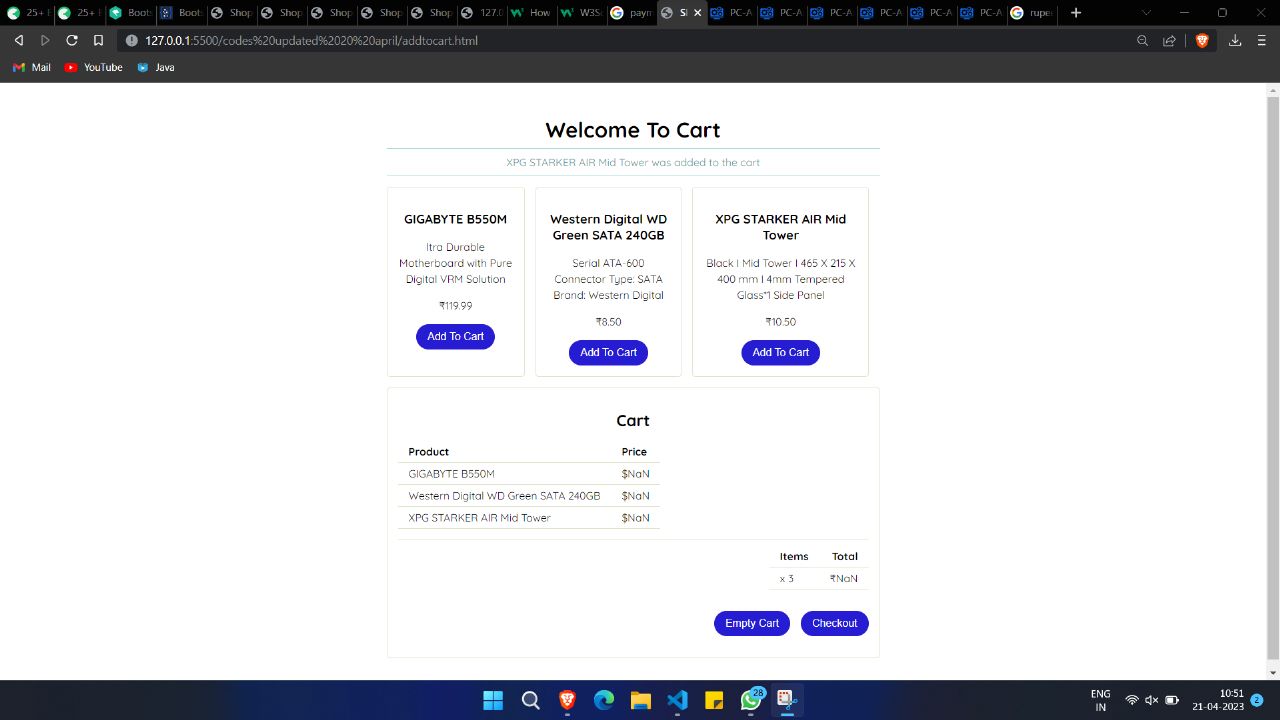 25 +
25 +
Boots
Boots
Shop
Shop
Shop
Shop
Shop
127.0
How
W3Sc
paym
PC-A
PC-A
PC-A
PC-A
PC-A
PC-A
rupe
127.0.0.1:5500/codes%20updated%2020%20april/addtocart.html
Mail YouTube Java
Welcome To Cart
XPG STARKER AIR Mid Tower was added to the cart
GIGABYTE B550M
Itra Durable
Motherboard with Pure
Digital VRM Solution
₹119.99
Add To Cart
Western Digital WD
Green SATA 240GB
Serial ATA-600
Connector Type: SATA
Brand: Western Digital
₹8.50
Add To Cart
XPG STARKER AIR Mid
Tower
Black I Mid Tower I 465 X 215 X
400 mm I 4mm Tempered
Glass*1 Side Panel
₹10.50
Add To Cart
Cart
Product Price
GIGABYTE B550M $NaN
Western Digital WD Green SATA 240GB $NaN
XPG STARKER AIR Mid Tower $NaN
Items Total
x 3 ₹NaN
Empty Cart Checkout
28
ENG
IN
10:51
21-04-2023
2